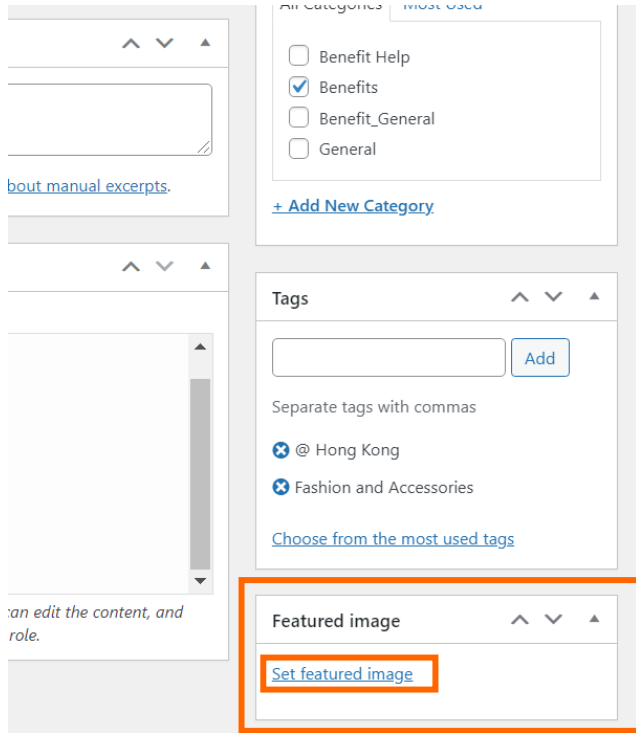 All Categories Most Used
Benefit Help
Benefits
Benefit_General
General
bout manual excerpts.
+ Add New Category
Tags
Add
Separate tags with commas
@ Hong Kong
Fashion and Accessories
Choose from the most used tags
can edit the content, and
role.
Featured image
Set featured image